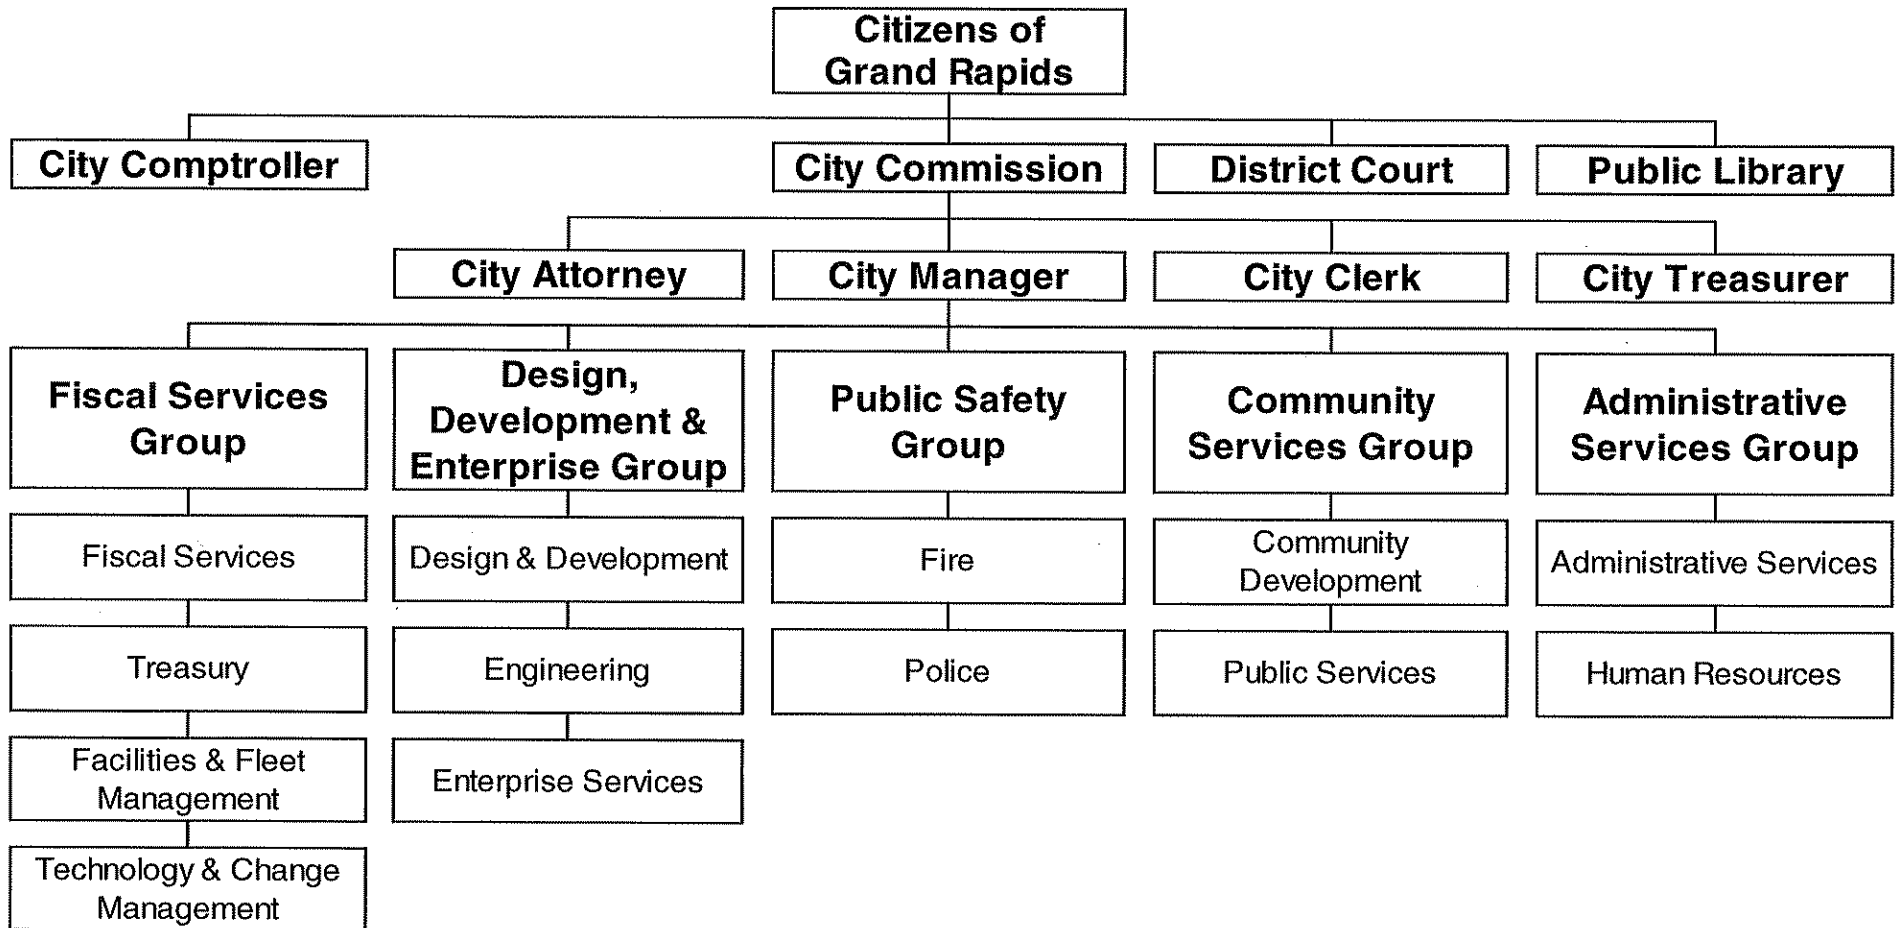 Citizens of
Grand Rapids
City Comptroller
City Commission
District Court
Public Library
City Attorney
City Manager
City Clerk
City Treasurer
Fiscal Services
Group
Design,
Development &
Enterprise Group
Public Safety
Group
Community
Services Group
Administrative
Services Group
Fiscal Services
Design & Development
Fire
Community
Development
Administrative Services
Treasury
Engineering
Police
Public Services
Human Resources
Facilities & Fleet
Management
Enterprise Services
Technology & Change
Management